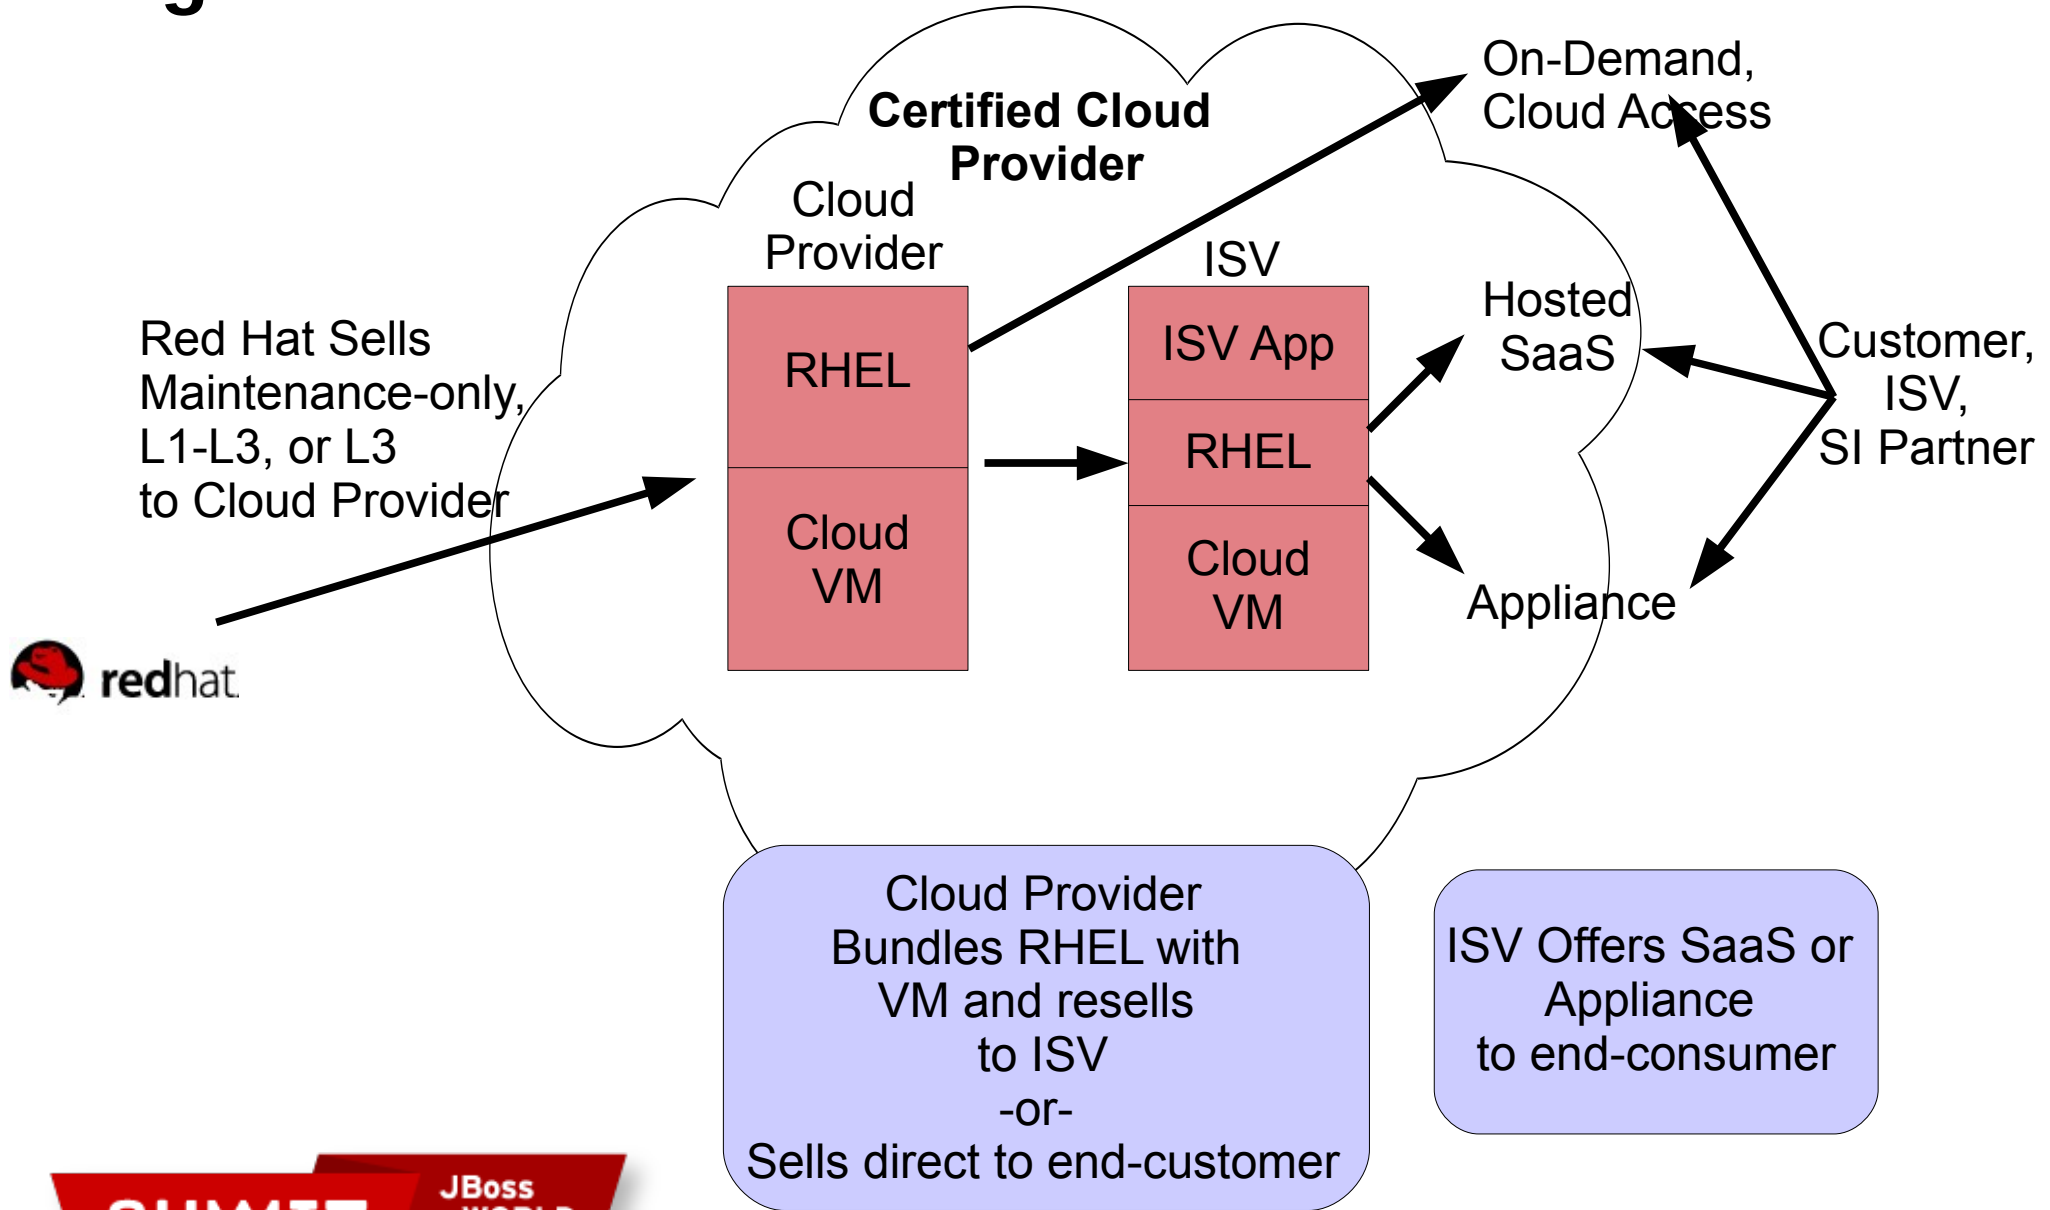 On-Demand,
Cloud Access
Certified Cloud
Provider
Cloud
Provider
ISV
Red Hat Sells
Maintenance-only,
L1-L3, or L3
to Cloud Provider
RHEL
Cloud
VM
ISV App
RHEL
Cloud
VM
Hosted
SaaS
Appliance
Customer,
ISV,
SI Partner
redhat.
Cloud Provider
Bundles RHEL with
VM and resells
to ISV
-or-
Sells direct to end-customer
ISV Offers SaaS or
Appliance
to end-consumer
JBoss
WORLD